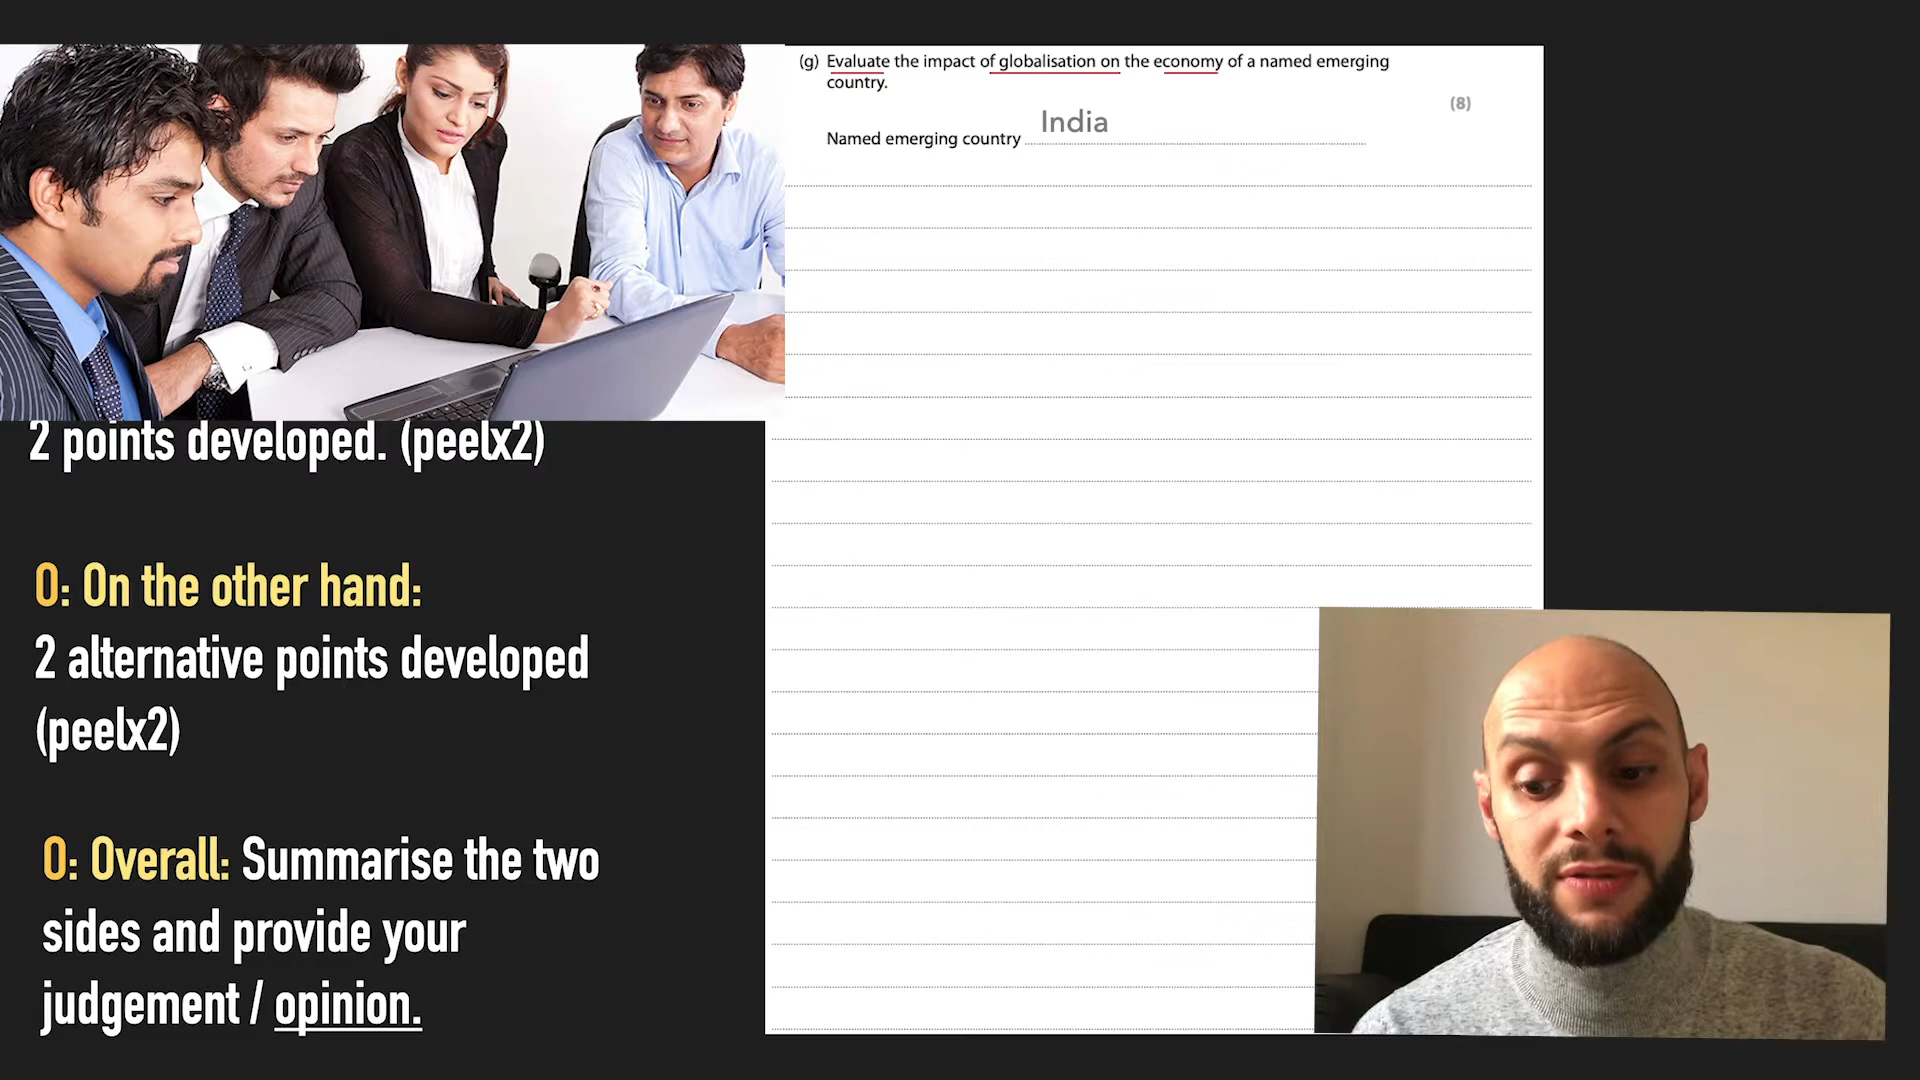 (g) Evaluate the impact of globalisation on the economy of a named emerging
country.
(8)
Named emerging country India
2 points developed. (peelx2)
O: On the other hand:
2 alternative points developed
(peelx2)
O: Overall: Summarise the two
sides and provide your
judgement / opinion.